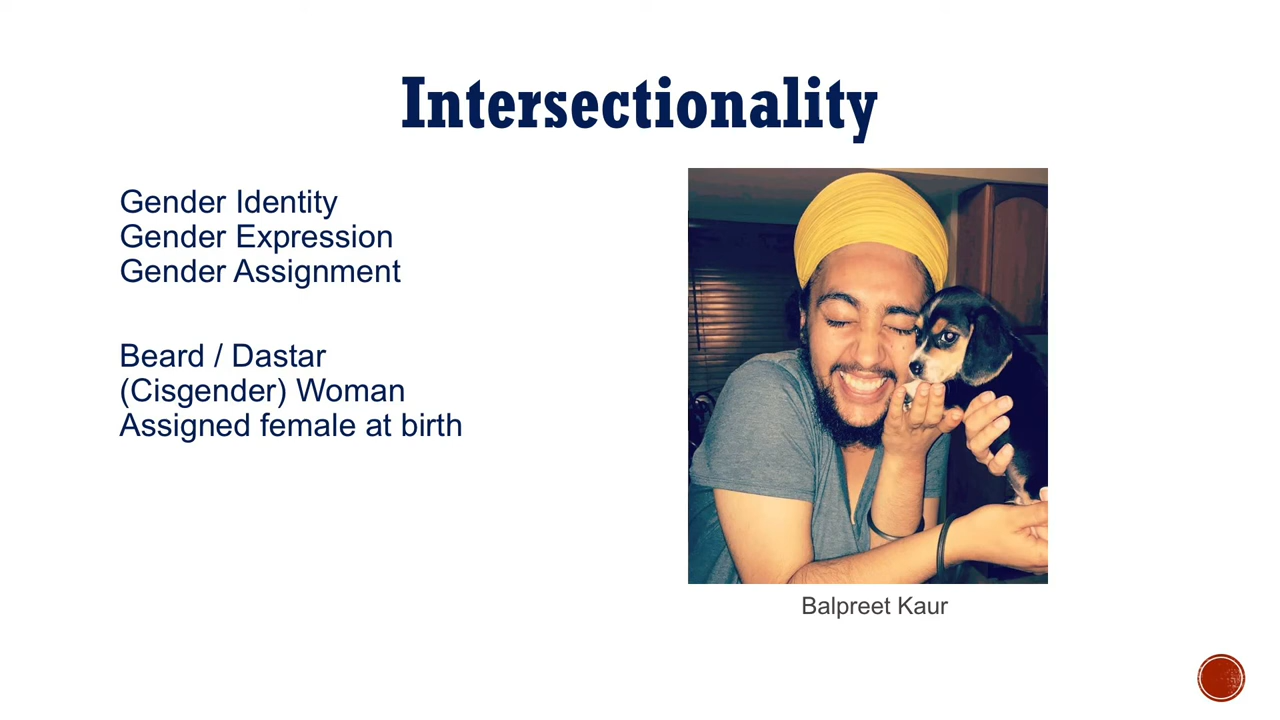 Intersectionality
Gender Identity
Gender Expression
Gender Assignment
Beard / Dastar
(Cisgender) Woman
Assigned female at birth
Balpreet Kaur